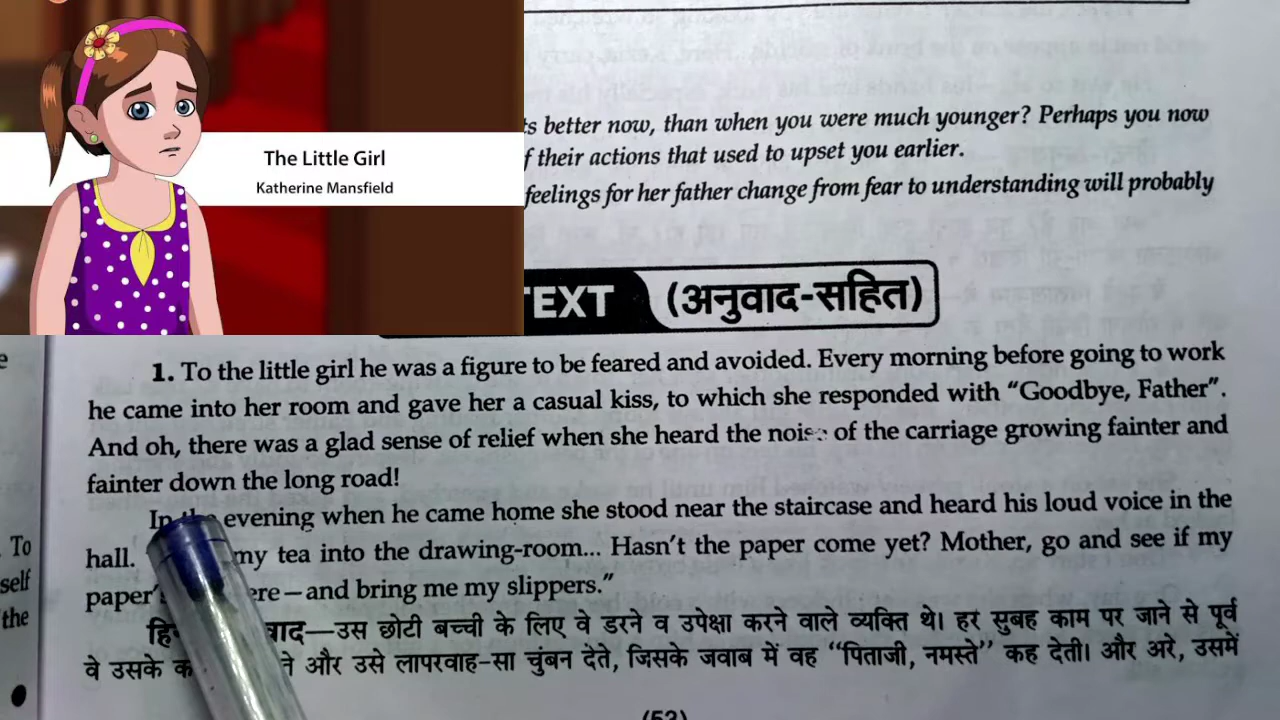 The Little Girl
Katherine Mansfield
s better now, than when you were much younger? Perhaps you now
f their actions that used to upset you earlier.
feelings for her father change from fear to understanding will probably
TEXT (अनुवाद-सहित)
1. To the little girl he was a figure to be feared and avoided. Every morning before going to work
he came into her room and gave her a casual kiss, to which she responded with “Goodbye, Father”.
And oh, there was a glad sense of relief when she heard the noise of the carriage growing fainter and
fainter down the long road!
In the evening when he came home she stood near the staircase and heard his loud voice in the
hall. my tea into the drawing-room... Hasn't the paper come yet? Mother, go and see if my
paper's ere—and bring me my slippers.”
वाद—उस छोटी बच्ची के लिए वे डरने व उपेक्षा करने वाले व्यक्ति थे। हर सुबह काम पर जाने से पूर्व
वे उसके और उसे लापरवाह-सा चुंबन देते, जिसके जवाब में वह “पिताजी, नमस्ते” कह देती। और अरे, उसमें
To
self
the
(52)